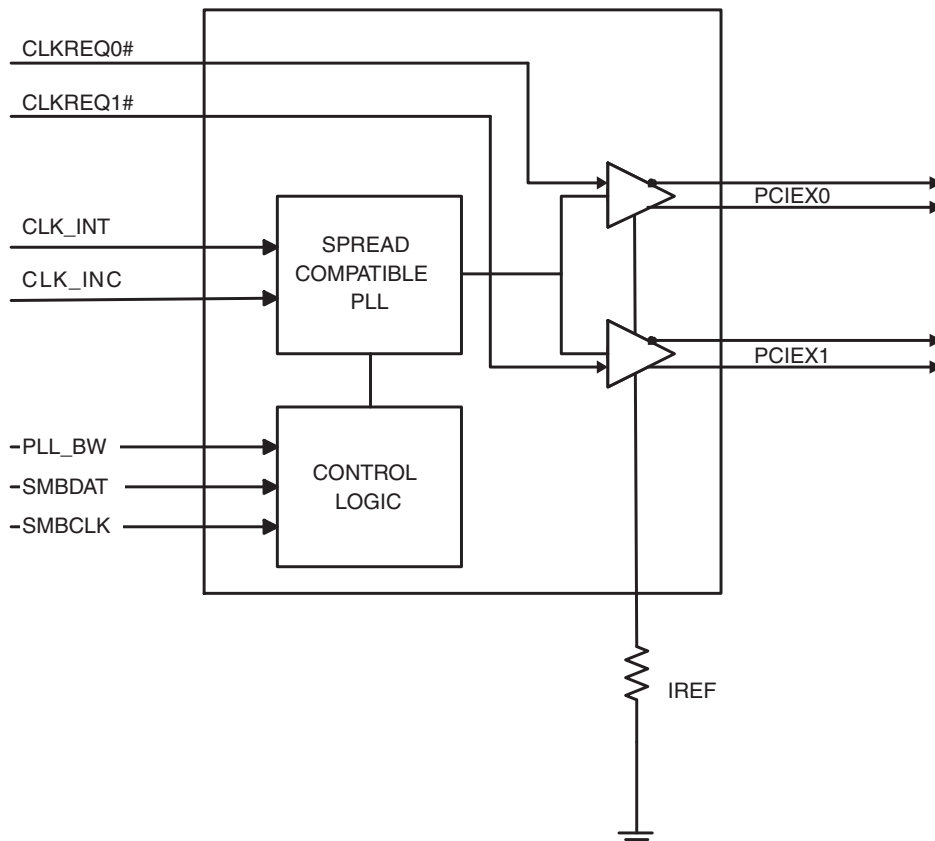 CLKREQ0#
CLKREQ1#
CLK_INT
CLK_INC
SPREAD
COMPATIBLE
PLL
PCIEX0
PCIEX1
PLL_BW
SMBDAT
SMBCLK
CONTROL
LOGIC
IREF